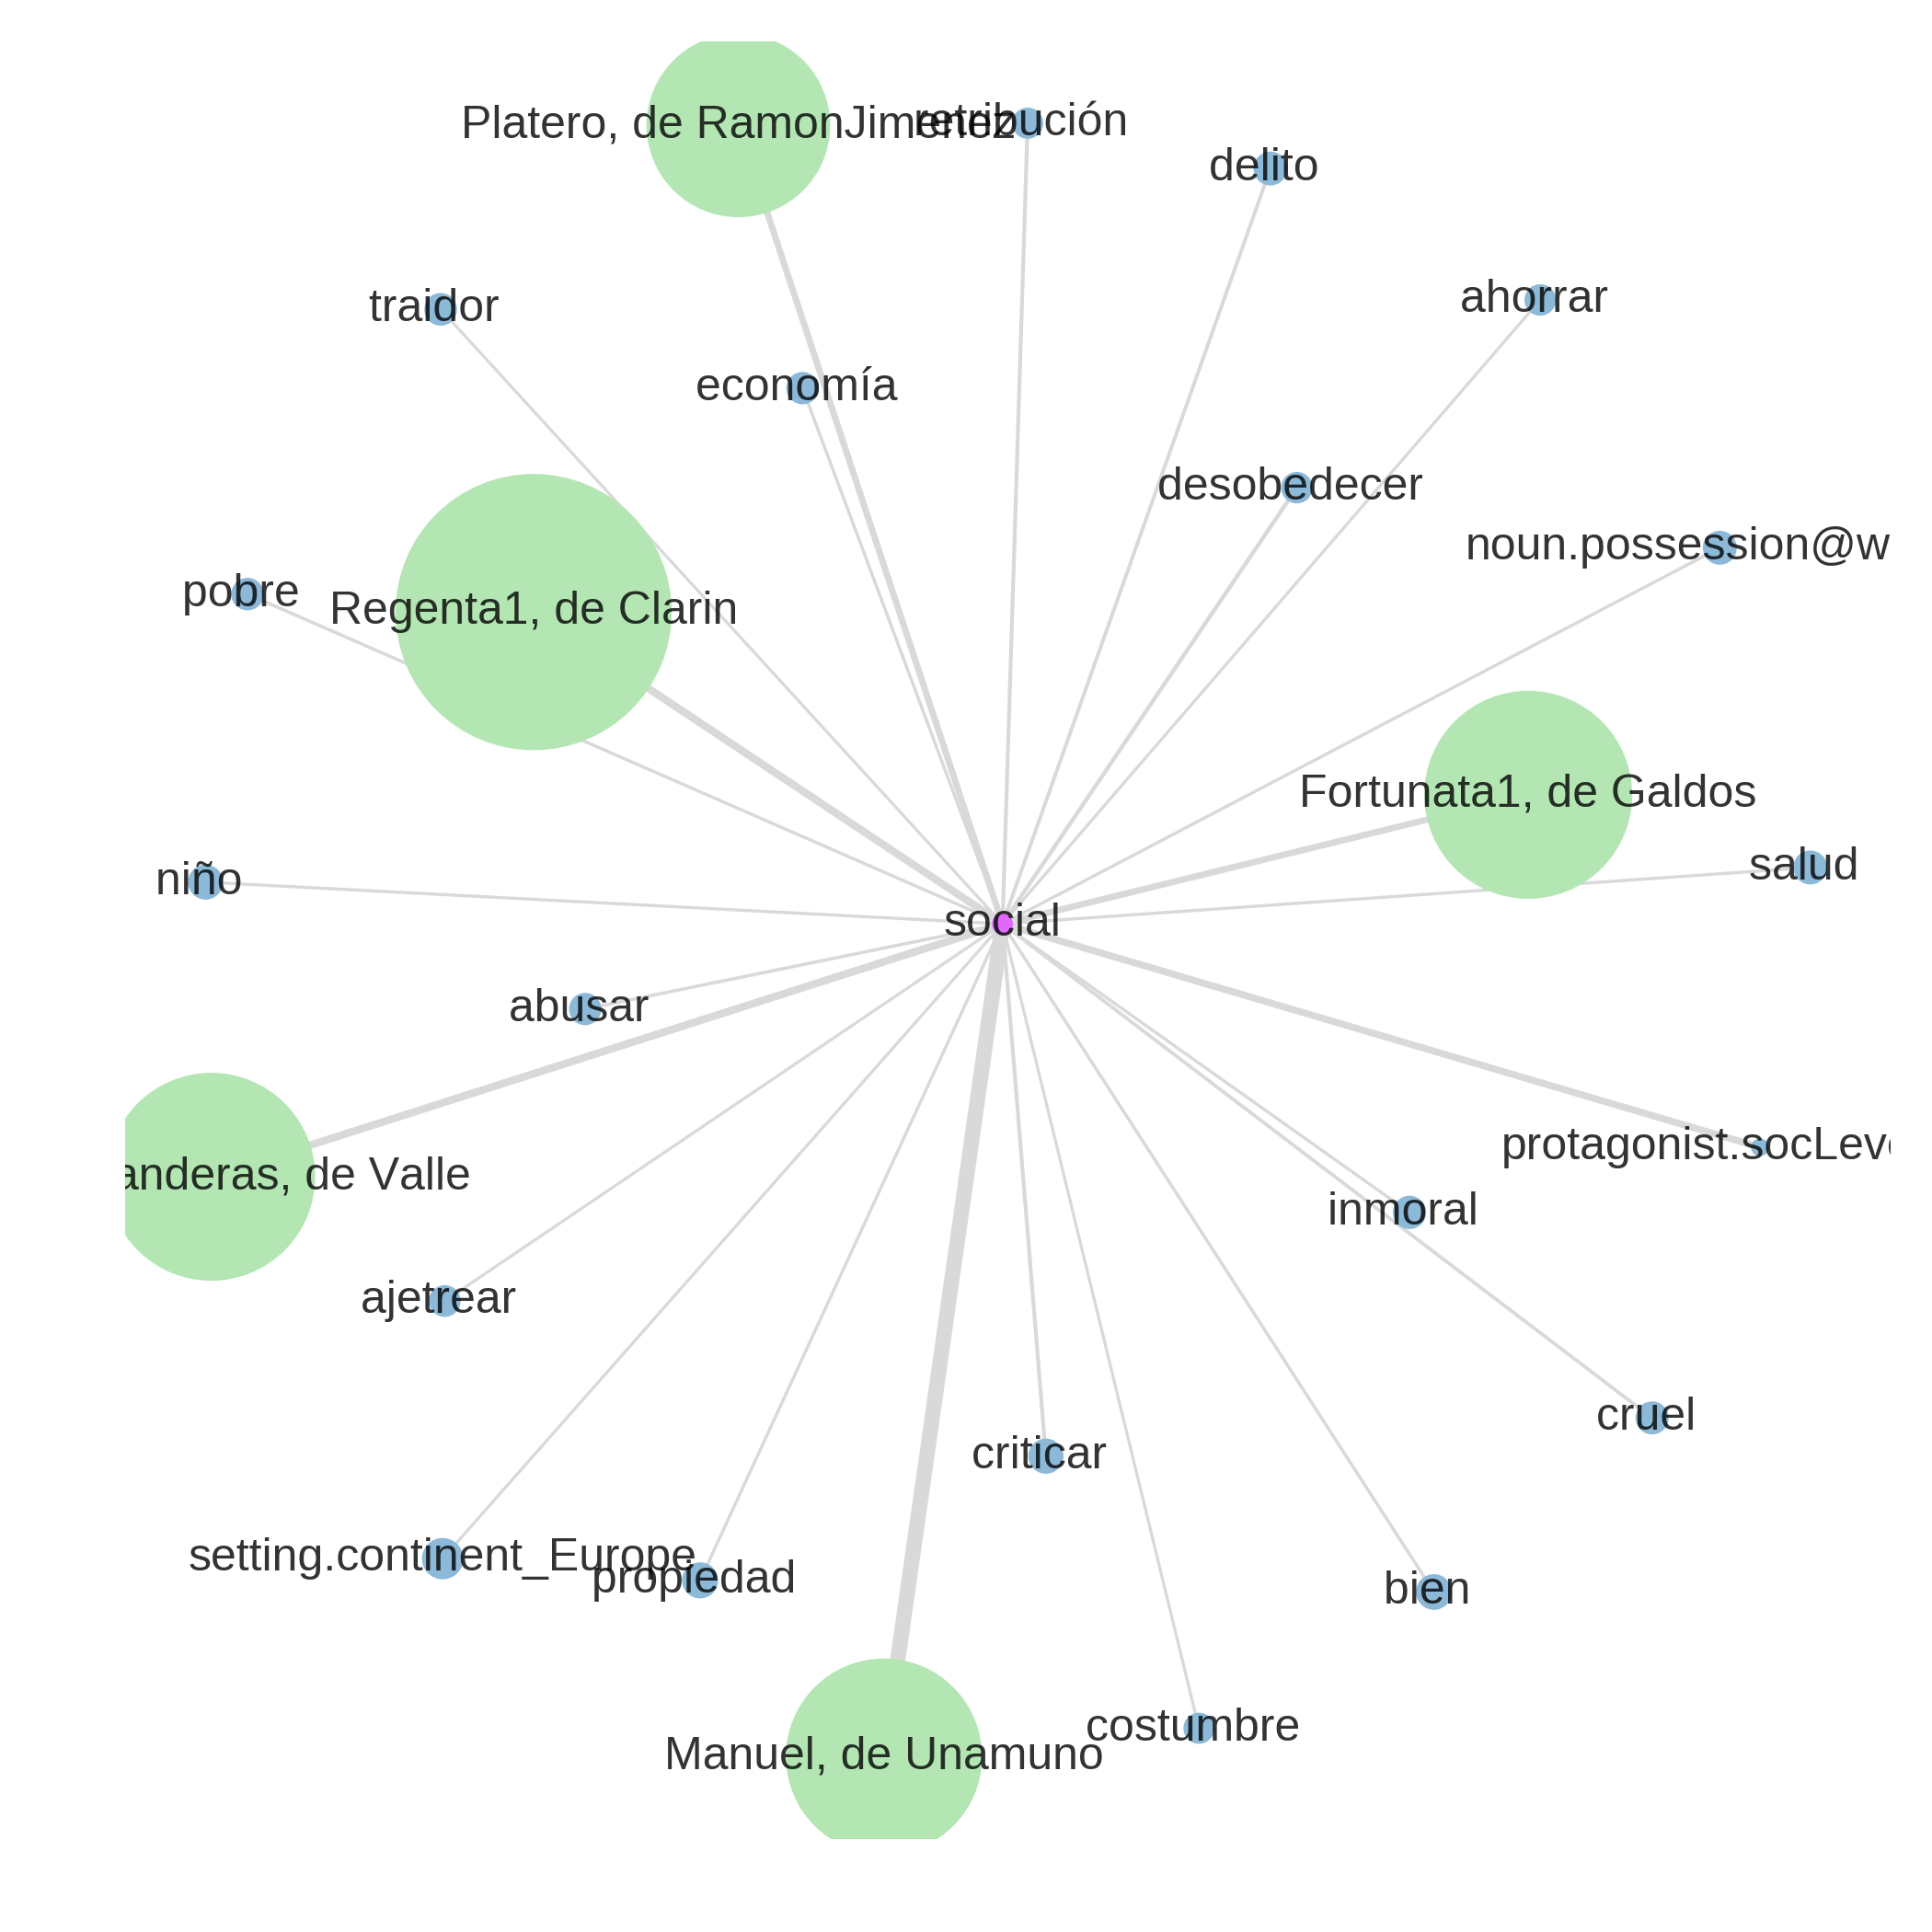 Platero, de RamonJimenez
retribución
delito
ahorrar
traidor
economía
desobedecer
noun.possession@w
pobre
Regenta1, de Clarin
Fortunata1, de Galdos
salud
niño
social
abusar
protagonist.socLeve
anderas, de Valle
inmoral
ajetrear
cruel
criticar
setting.continent_Europe
propiedad
bien
costumbre
Manuel, de Unamuno